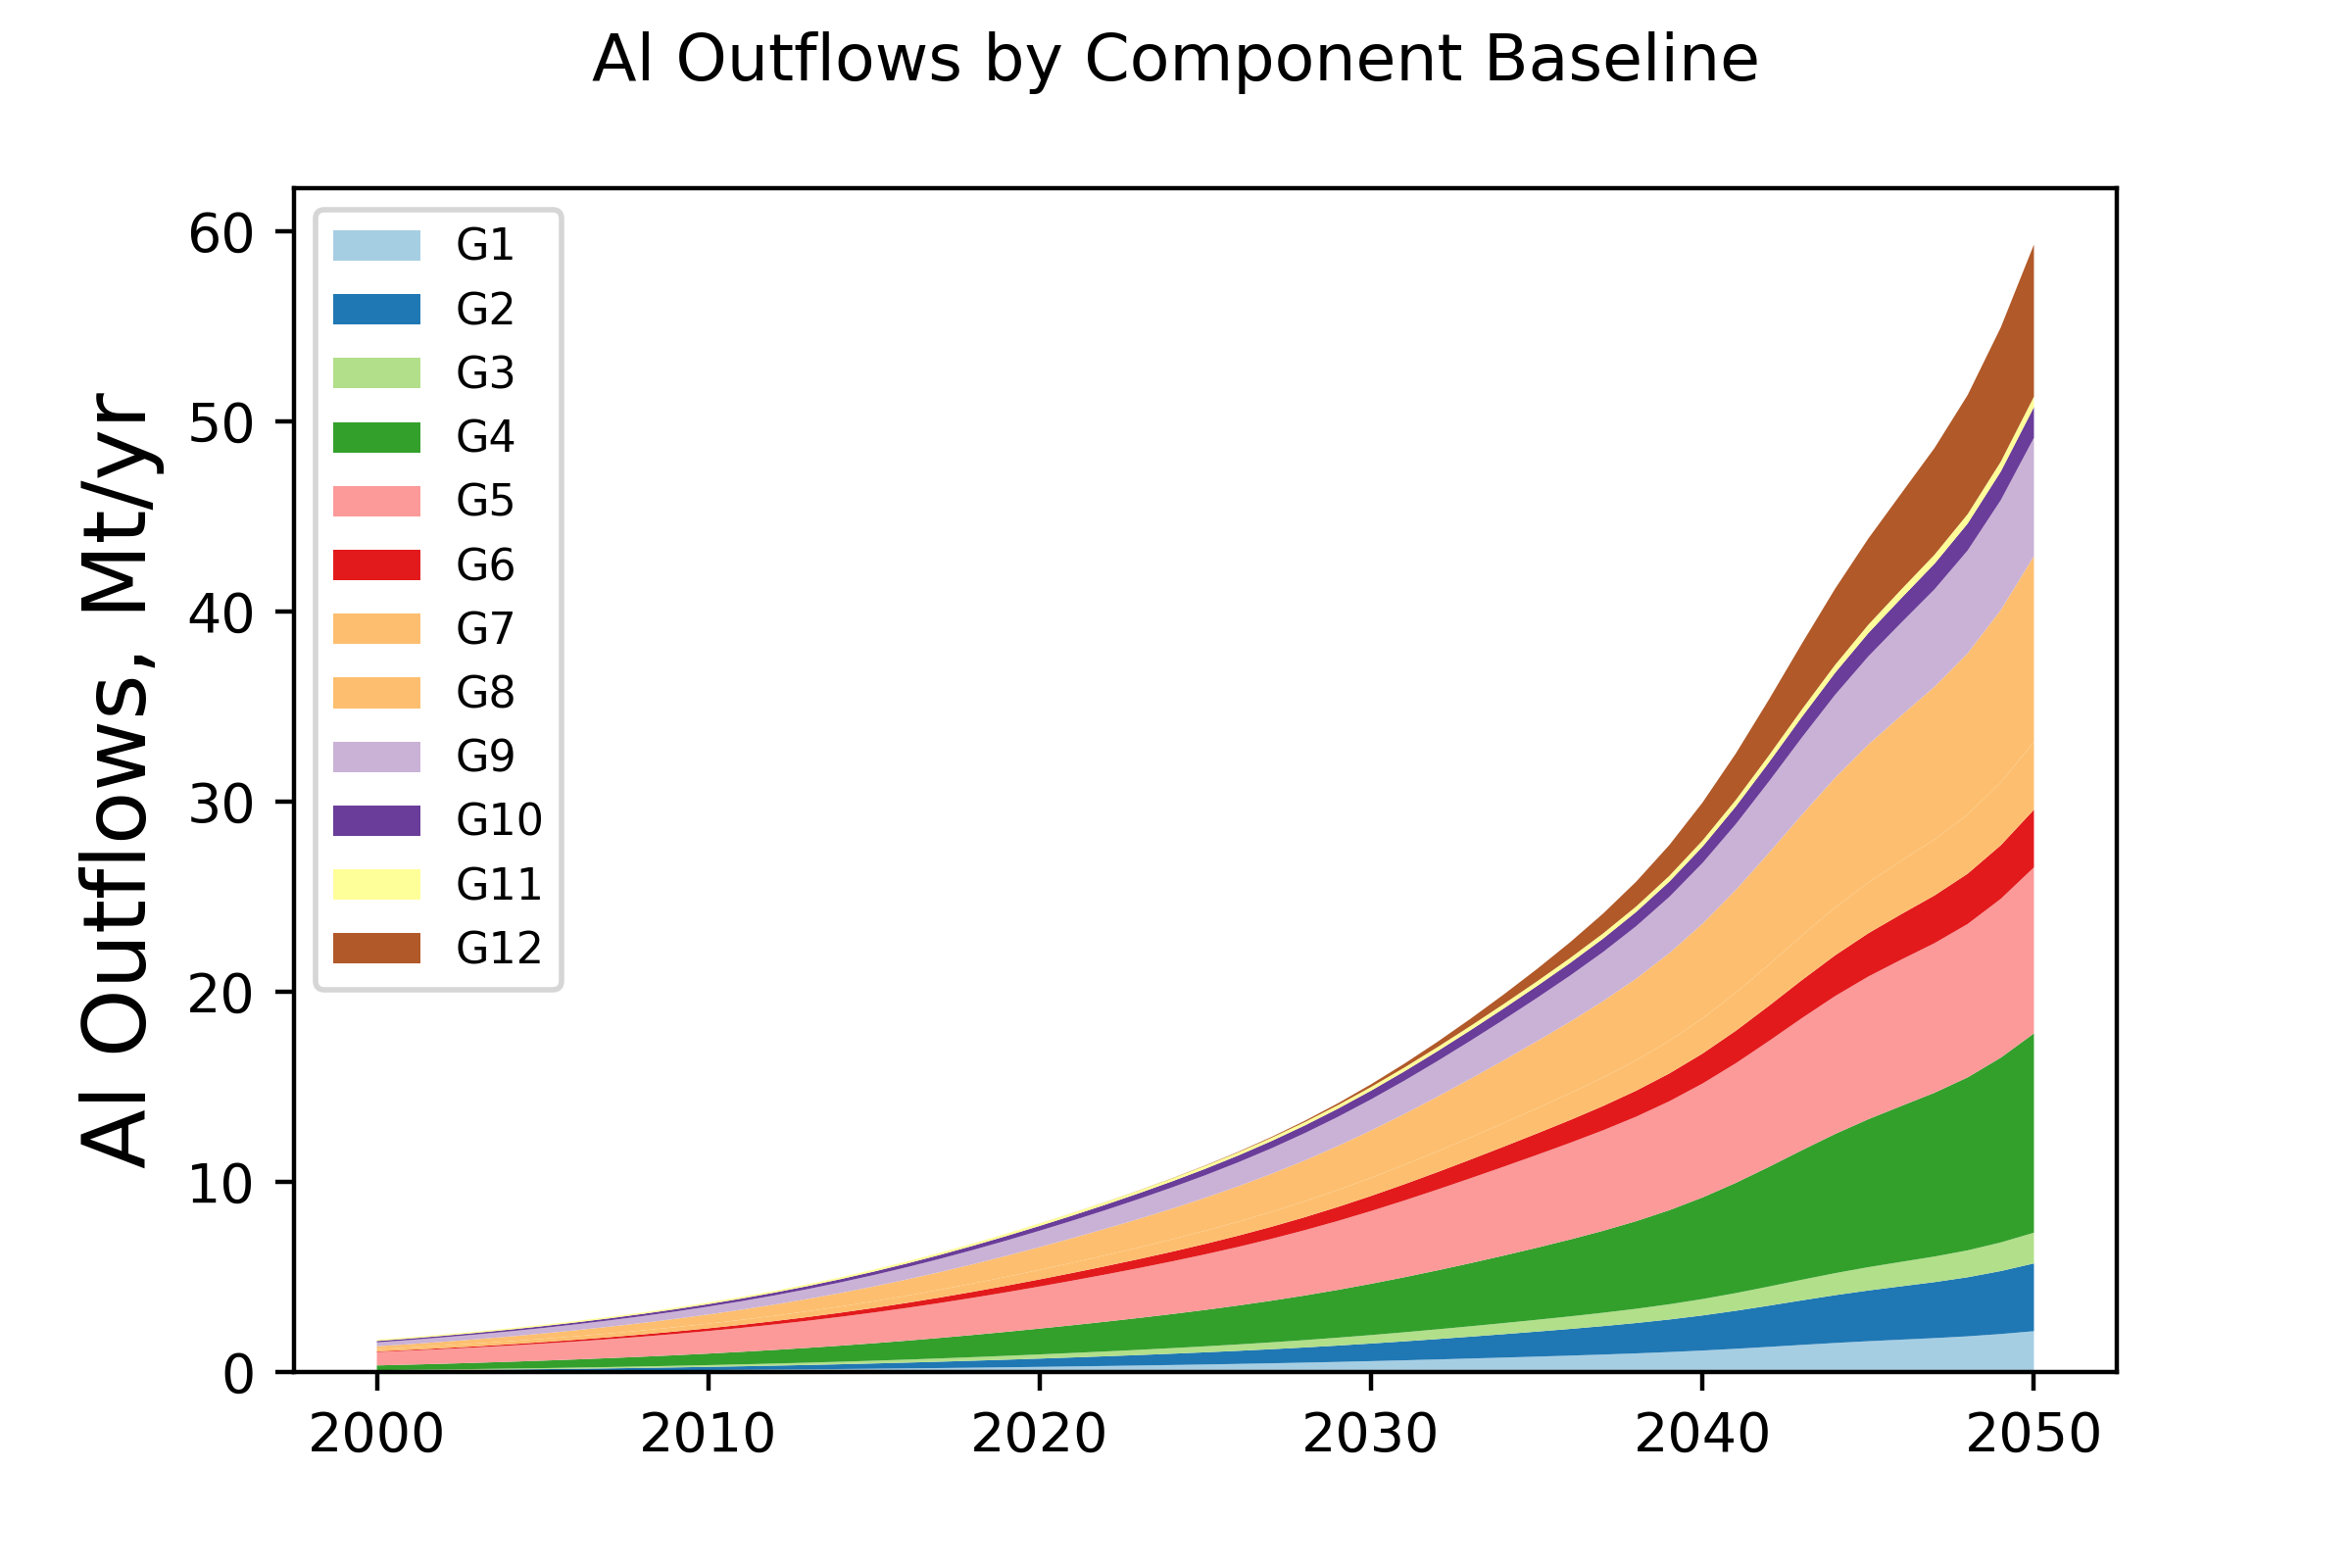 Al Outflows by Component Baseline
Al Outflows, Mt/yr
60
50
40
30
20
10
0
G1
G2
G3
G4
G5
G6
G7
G8
G9
G10
G11
G12
2000 2010 2020 2030 2040 2050